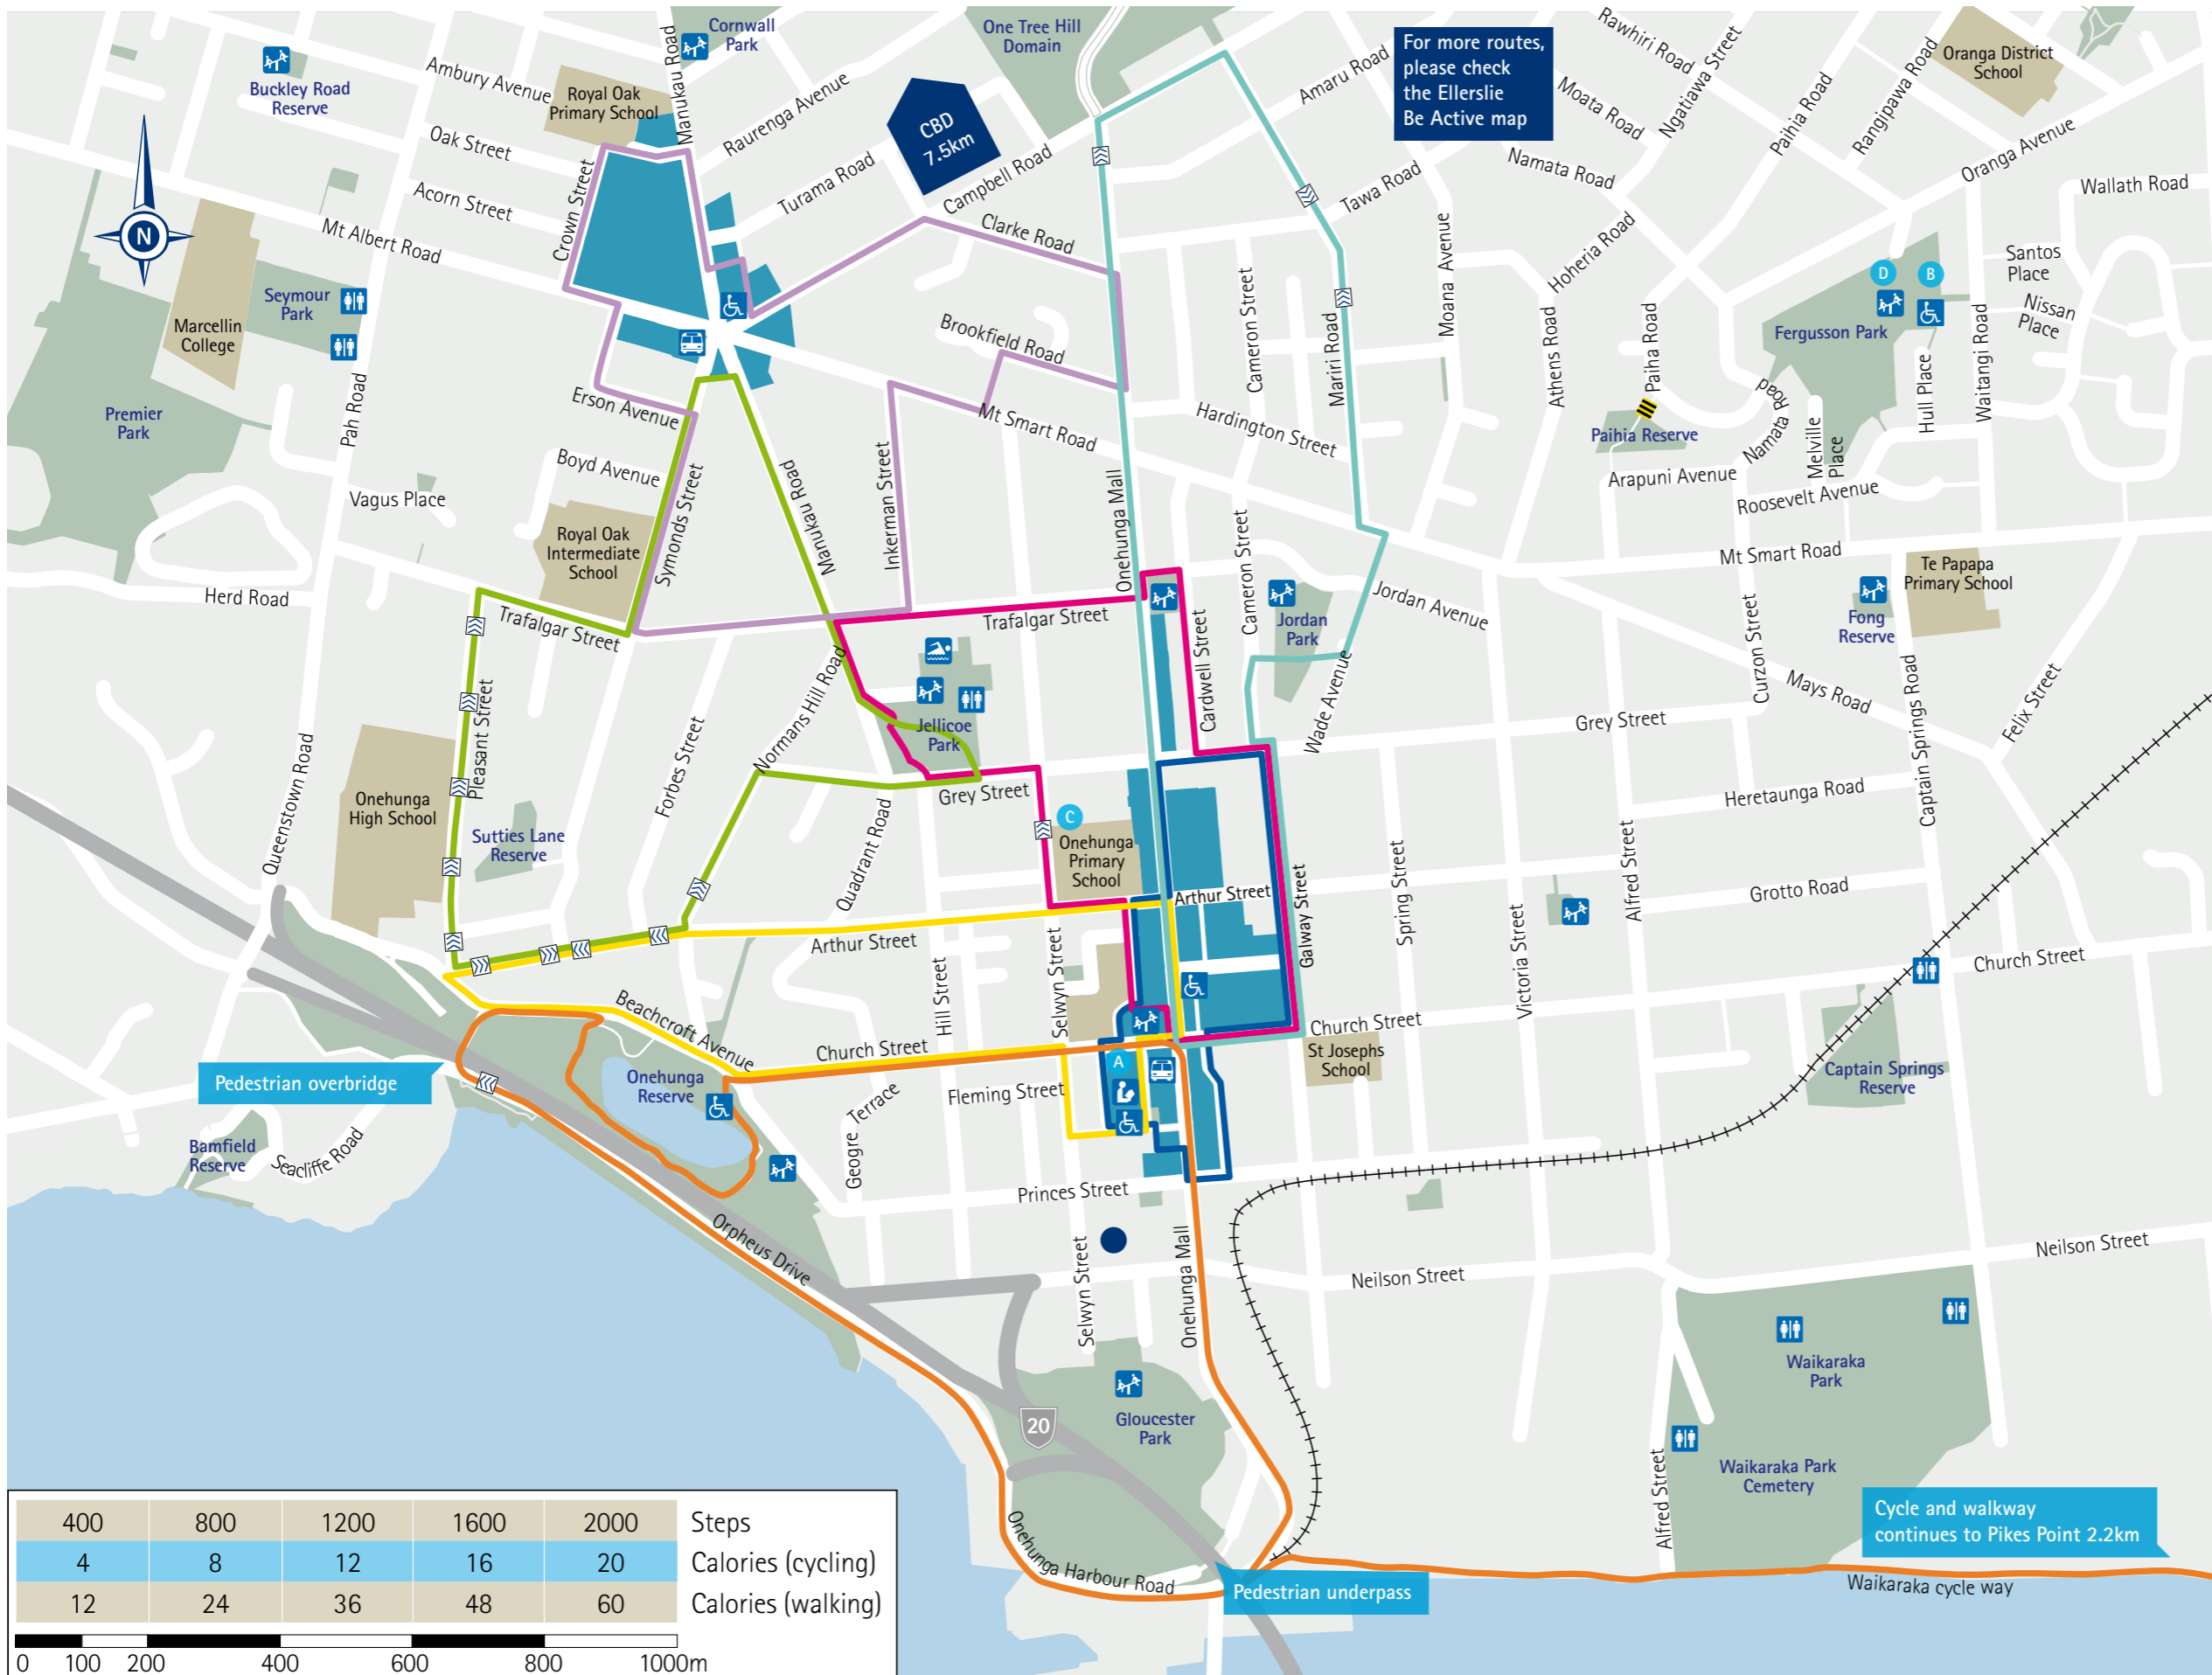 Cornwall
Park
One Tree Hill
Domain
For more routes,
please check
the Ellerslie
Be Active map
Rawhiri Road
Ngatiawa Street
Oranga District
School
Buckley Road
Reserve
Ambury Avenue
Royal Oak
Primary School
Manukau Road
Raurenga Avenue
Amaru Road
Moata Road
Paihia Road
Rangipawa Road
Oranga Avenue
CBD
7.5km
Oak Street
Acorn Street
Crown Street
Turama Road
Campbell Road
Clarke Road
Tawa Road
Namata Road
Wallath Road
N
Mt Albert Road
Moana Avenue
Hoheria Road
Santos
Place
Nissan
Place
D
B
Seymour
Park
Marcellin
College
Brookfield Road
Cameron Street
Mariri Road
Athens Road
Paiha Road
Fergusson Park
Hull Place
Waitangi Road
Premier
Park
Pah Road
Erson Avenue
Mt Smart Road
Hardington Street
Paihia Reserve
Namata Road
Melville
Place
Boyd Avenue
Vagus Place
Symonds Street
Manukau Road
Inkerman Street
Onehunga Mall
Arapuni Avenue
Roosevelt Avenue
Royal Oak
Intermediate
School
Cameron Street
Mt Smart Road
Te Papapa
Primary School
Herd Road
Trafalgar Street
Trafalgar Street
Cardwell Street
Jordan
Park
Jordan Avenue
Fong
Reserve
Curzon Street
Mays Road
Captain Springs Road
Felix Street
Pleasant Street
Normans Hill Road
Forbes Street
Jellicoe
Park
Wade Avenue
Grey Street
Queenstown Road
Onehunga
High School
Sutties Lane
Reserve
Grey Street
Quadrant Road
C
Onehunga
Primary
School
Heretaunga Road
Alfred Street
Spring Street
Arthur Street
Galway Street
Grotto Road
Victoria Street
Arthur Street
Hill Street
Selwyn Street
Church Street
Beachcroft Avenue
Church Street
Church Street
Pedestrian overbridge
Onehunga
Reserve
A
Fleming Street
St Josephs
School
Captain Springs
Reserve
Bamfield
Reserve
Seacliffe Road
Geogre Terrace
Princes Street
Orpheus Drive
Selwyn Street
Onehunga Mall
Neilson Street
Neilson Street
Waikaraka
Park
20
Gloucester
Park
Waikaraka Park
Cemetery
Alfred Street
Cycle and walkway
continues to Pikes Point 2.2km
Onehunga Harbour Road
Pedestrian underpass
Waikaraka cycle way
400 800 1200 1600 2000 Steps
4 8 12 16 20 Calories (cycling)
12 24 36 48 60 Calories (walking)
0 100 200 400 600 800 1000m